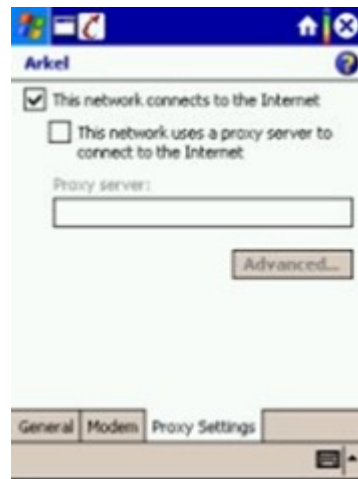 Arkel
This network connects to the Internet
This network uses a proxy server to
connect to the Internet
Proxy server:
Advanced...
General Modem Proxy Settings